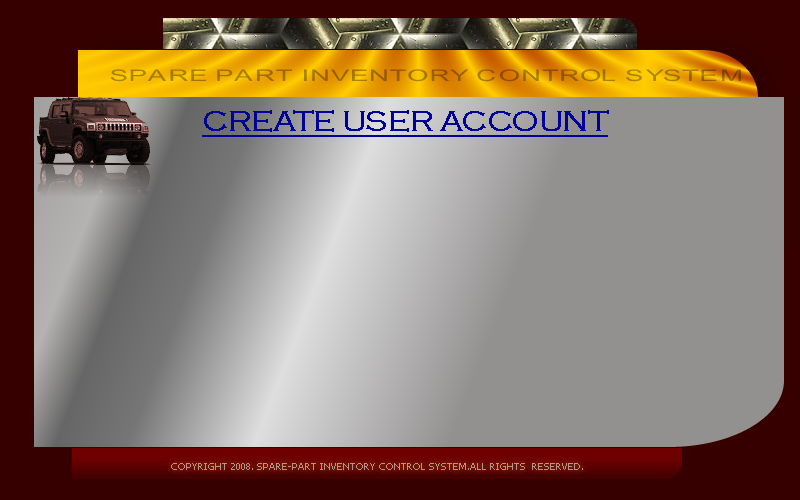 SPARE PART INVENTORY CONTROL SYSTEM
CREATE USER ACCOUNT
COPYRIGHT 2008. SPARE-PART INVENTORY CONTROL SYSTEM.ALL RIGHTS RESERVED.